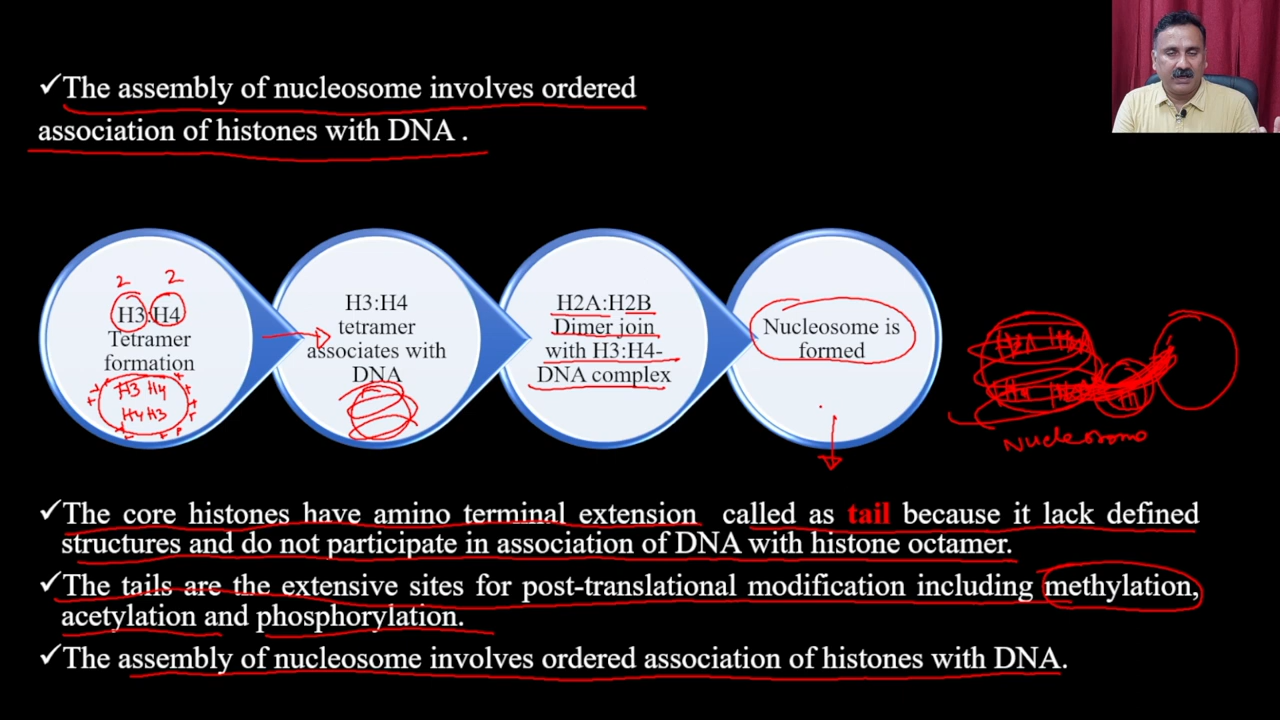 ✓The assembly of nucleosome involves ordered
association of histones with DNA .
2 2
H3:H4
Tetramer
formation
H3 H4
H4 H3
H3:H4
tetramer
associates with
DNA
H2A:H2B
Dimer join
with H3:H4-
DNA complex
Nucleosome is
formed
✓The core histones have amino terminal extension called as tail because it lack defined
structures and do not participate in association of DNA with histone octamer.
✓The tails are the extensive sites for post-translational modification including methylation,
acetylation and phosphorylation.
✓The assembly of nucleosome involves ordered association of histones with DNA.